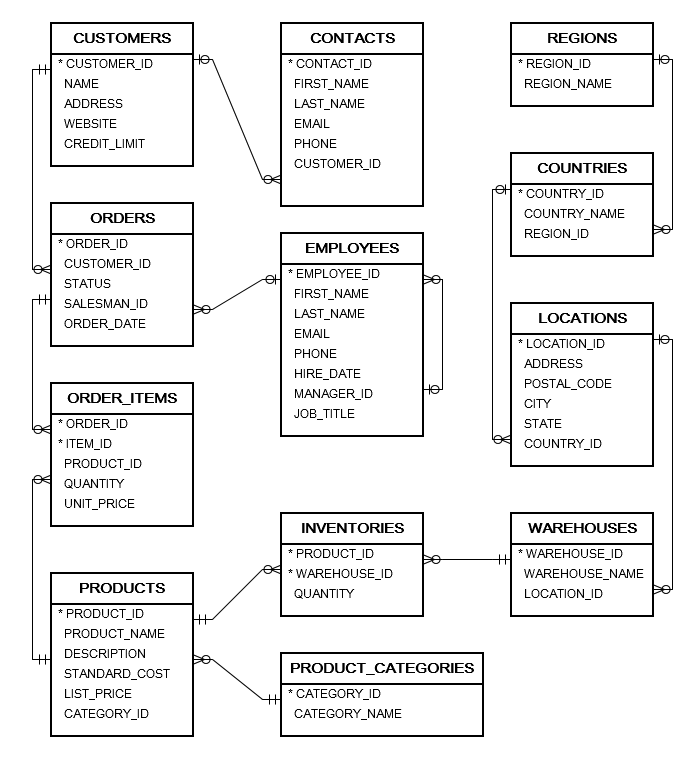 CUSTOMERS
* CUSTOMER_ID
NAME
ADDRESS
WEBSITE
CREDIT_LIMIT
CONTACTS
* CONTACT_ID
FIRST_NAME
LAST_NAME
EMAIL
PHONE
CUSTOMER_ID
REGIONS
* REGION_ID
REGION_NAME
COUNTRIES
* COUNTRY_ID
COUNTRY_NAME
REGION_ID
ORDERS
* ORDER_ID
CUSTOMER_ID
STATUS
SALESMAN_ID
ORDER_DATE
EMPLOYEES
* EMPLOYEE_ID
FIRST_NAME
LAST_NAME
EMAIL
PHONE
HIRE_DATE
MANAGER_ID
JOB_TITLE
LOCATIONS
* LOCATION_ID
ADDRESS
POSTAL_CODE
CITY
STATE
COUNTRY_ID
ORDER_ITEMS
* ORDER_ID
* ITEM_ID
PRODUCT_ID
QUANTITY
UNIT_PRICE
INVENTORIES
* PRODUCT_ID
* WAREHOUSE_ID
QUANTITY
WAREHOUSES
* WAREHOUSE_ID
WAREHOUSE_NAME
LOCATION_ID
PRODUCTS
* PRODUCT_ID
PRODUCT_NAME
DESCRIPTION
STANDARD_COST
LIST_PRICE
CATEGORY_ID
PRODUCT_CATEGORIES
* CATEGORY_ID
CATEGORY_NAME